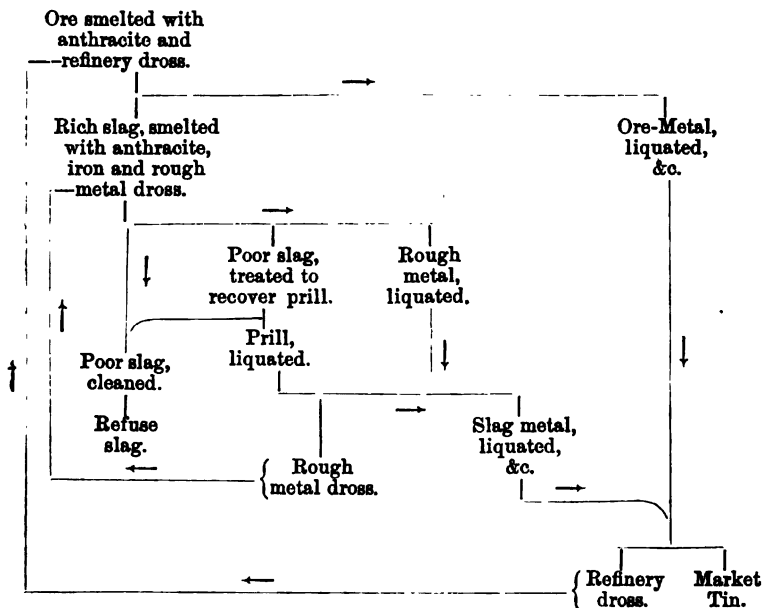 Ore smelted with
anthracite and
refinery dross.
Rich slag, smelted
with anthracite,
iron and rough
metal dross.
Ore-Metal,
liquated,
&c.
Poor slag,
treated to
recover prill.
Rough
metal,
liquated.
Prill,
liquated.
Poor slag,
cleaned.
Refuse
slag.
Slag metal,
liquated,
&c.
Rough
metal dross.
Refinery
dross.
Market
Tin.